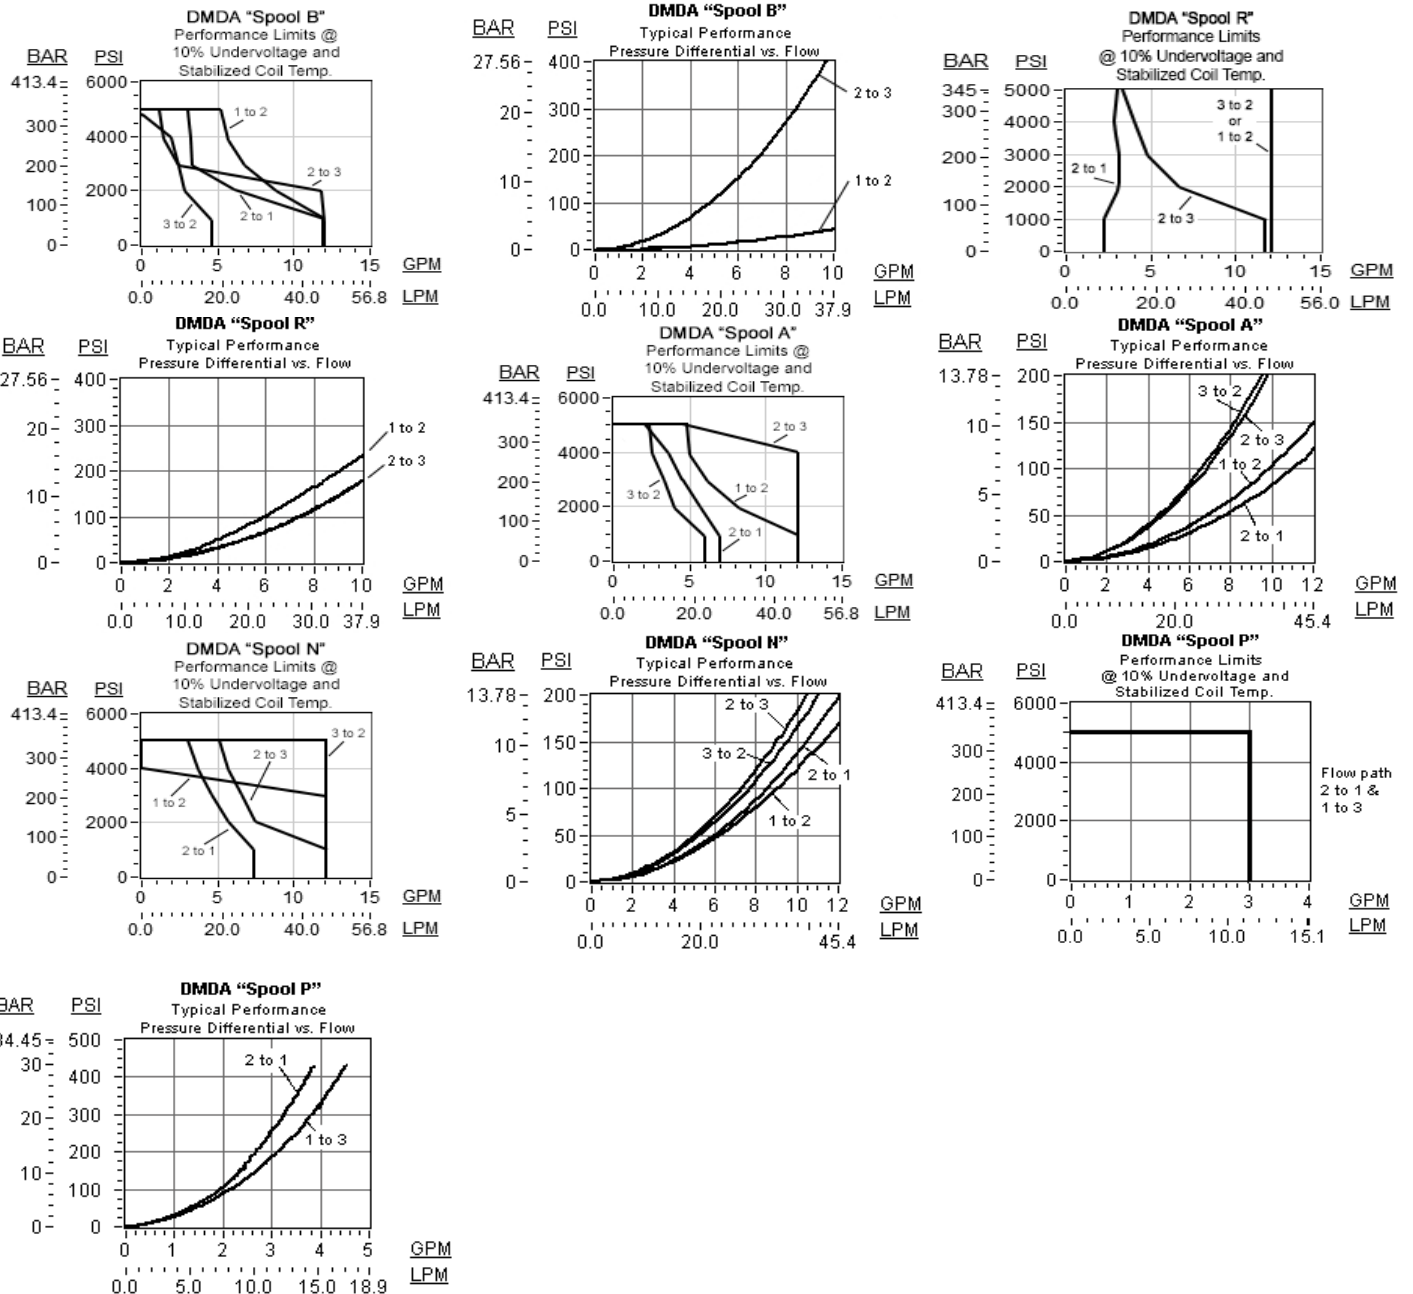 DMDA "Spool B"
Performance Limits @
10% Undervoltage and
Stabilized Coil Temp.
BAR PSI
413.4 6000
300 4000
200
2000
100
0 0
1 to 2
2 to 3
3 to 2
2 to 1
0 5 10 15 GPM
0.0 20.0 40.0 56.8 LPM
DMDA “Spool B”
Typical Performance
Pressure Differential vs. Flow
BAR PSI
27.56 400
20 300
200
10
100
0 0
2 to 3
1 to 2
0 2 4 6 8 10 GPM
0.0 10.0 20.0 30.0 37.9 LPM
DMDA "Spool R"
Performance Limits
@ 10% Undervoltage and
Stabilized Coil Temp.
BAR PSI
345 5000
300 4000
200 3000
2000
100 1000
0 0
3 to 2
or
1 to 2
2 to 1
2 to 3
0 5 10 15 GPM
0.0 20.0 40.0 56.0 LPM
DMDA “Spool R”
Typical Performance
Pressure Differential vs. Flow
BAR PSI
27.56 400
20 300
200
10 100
0 0
1 to 2
2 to 3
0 2 4 6 8 10 GPM
0.0 10.0 20.0 30.0 37.9 LPM
DMDA "Spool A"
Performance Limits @
10% Undervoltage and
Stabilized Coil Temp.
BAR PSI
413.4 6000
300 4000
200
2000
100
0 0
2 to 3
3 to 2
1 to 2
2 to 1
0 5 10 15 GPM
0.0 20.0 40.0 56.8 LPM
DMDA “Spool A”
Typical Performance
Pressure Differential vs. Flow
BAR PSI
13.78 200
10 150
100
5 50
0 0
3 to 2
2 to 3
1 to 2
2 to 1
0 2 4 6 8 10 12 GPM
0.0 20.0 45.4 LPM
DMDA "Spool N"
Performance Limits @
10% Undervoltage and
Stabilized Coil Temp.
BAR PSI
413.4 6000
300 4000
200
2000
100
0 0
3 to 2
2 to 3
1 to 2
2 to 1
0 5 10 15 GPM
0.0 20.0 40.0 56.8 LPM
DMDA “Spool N”
Typical Performance
Pressure Differential vs. Flow
BAR PSI
13.78 200
10 150
100
5 50
0 0
2 to 3
3 to 2
2 to 1
1 to 2
0 2 4 6 8 10 12 GPM
0.0 20.0 45.4 LPM
DMDA “Spool P”
Performance Limits
@ 10% Undervoltage and
Stabilized Coil Temp.
BAR PSI
413.4 6000
300 4000
200
2000
100
0 0
Flow path
2 to 1 &
1 to 3
0 1 2 3 4 GPM
0.0 5.0 10.0 15.1 LPM
DMDA “Spool P”
Typical Performance
Pressure Differential vs. Flow
BAR PSI
34.45 500
30 400
20 300
200
10 100
0 0
2 to 1
1 to 3
0 1 2 3 4 5 GPM
0.0 5.0 10.0 15.0 18.9 LPM